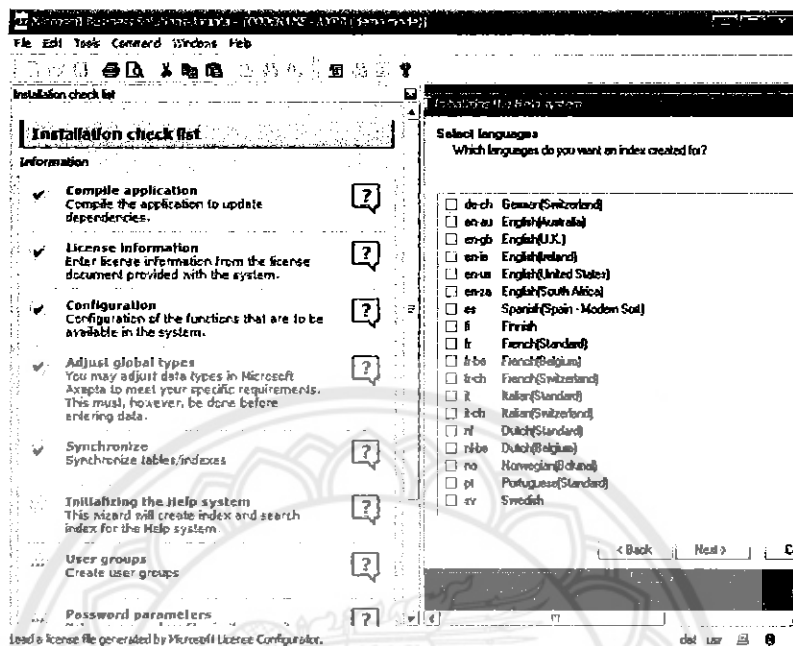 File Edit Tools Command Windows Help
Installation check list
Installation check list
Information
Compile application
Compile the application to update
dependencies.
License information
Enter license information from the license
document provided with the system.
Configuration
Configuration of the functions that are to be
available in the system.
Adjust global types
You may adjust data types in Microsoft
Axapta to meet your specific requirements.
This must, however, be done before
entering data.
Synchronize
Synchronize tables/indexes
Initializing the Help system
This wizard will create index and search
index for the Help system.
User groups
Create user groups
Password parameters
Load a license file generated by Microsoft License Configurator.
Initializing the Help system
Select languages
Which languages do you want an index created for?
de-ch German(Switzerland)
en-au English(Australia)
en-gb English(U.K.)
en-ie English(Ireland)
en-us English(United States)
en-za English(South Africa)
es Spanish(Spain - Modern Sort)
fi Finnish
fr French(Standard)
fr-be French(Belgium)
fr-ch French(Switzerland)
it Italian(Standard)
it-ch Italian(Switzerland)
nl Dutch(Standard)
nl-be Dutch(Belgium)
no Norwegian(Bokmal)
pt Portuguese(Standard)
sv Swedish
< Back Next >
dat usr